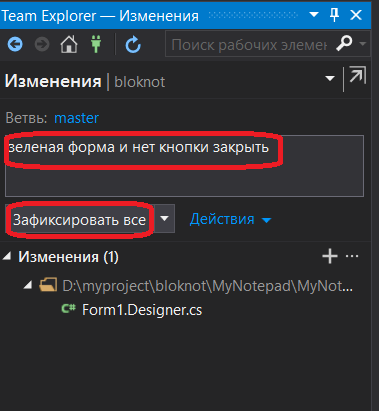 Team Explorer — Изменения
Поиск рабочих элемен
Изменения | bloknot
Ветвь: master
зеленая форма и нет кнопки закрыть
Зафиксировать все
Действия
Изменения (1)
D:\myproject\bloknot\MyNotepad\MyNot...
C# Form1.Designer.cs